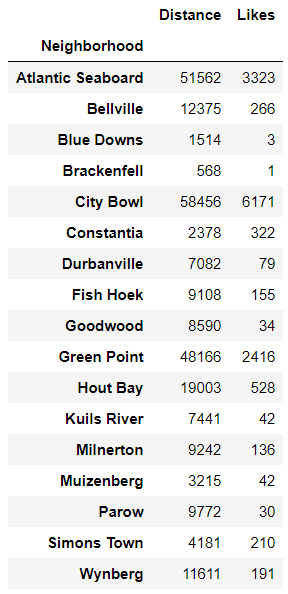 Distance Likes
Neighborhood
Atlantic Seaboard 51562 3323
Bellville 12375 266
Blue Downs 1514 3
Brackenfell 568 1
City Bowl 58456 6171
Constantia 2378 322
Durbanville 7082 79
Fish Hoek 9108 155
Goodwood 8590 34
Green Point 48166 2416
Hout Bay 19003 528
Kuils River 7441 42
Milnerton 9242 136
Muizenberg 3215 42
Parow 9772 30
Simons Town 4181 210
Wynberg 11611 191